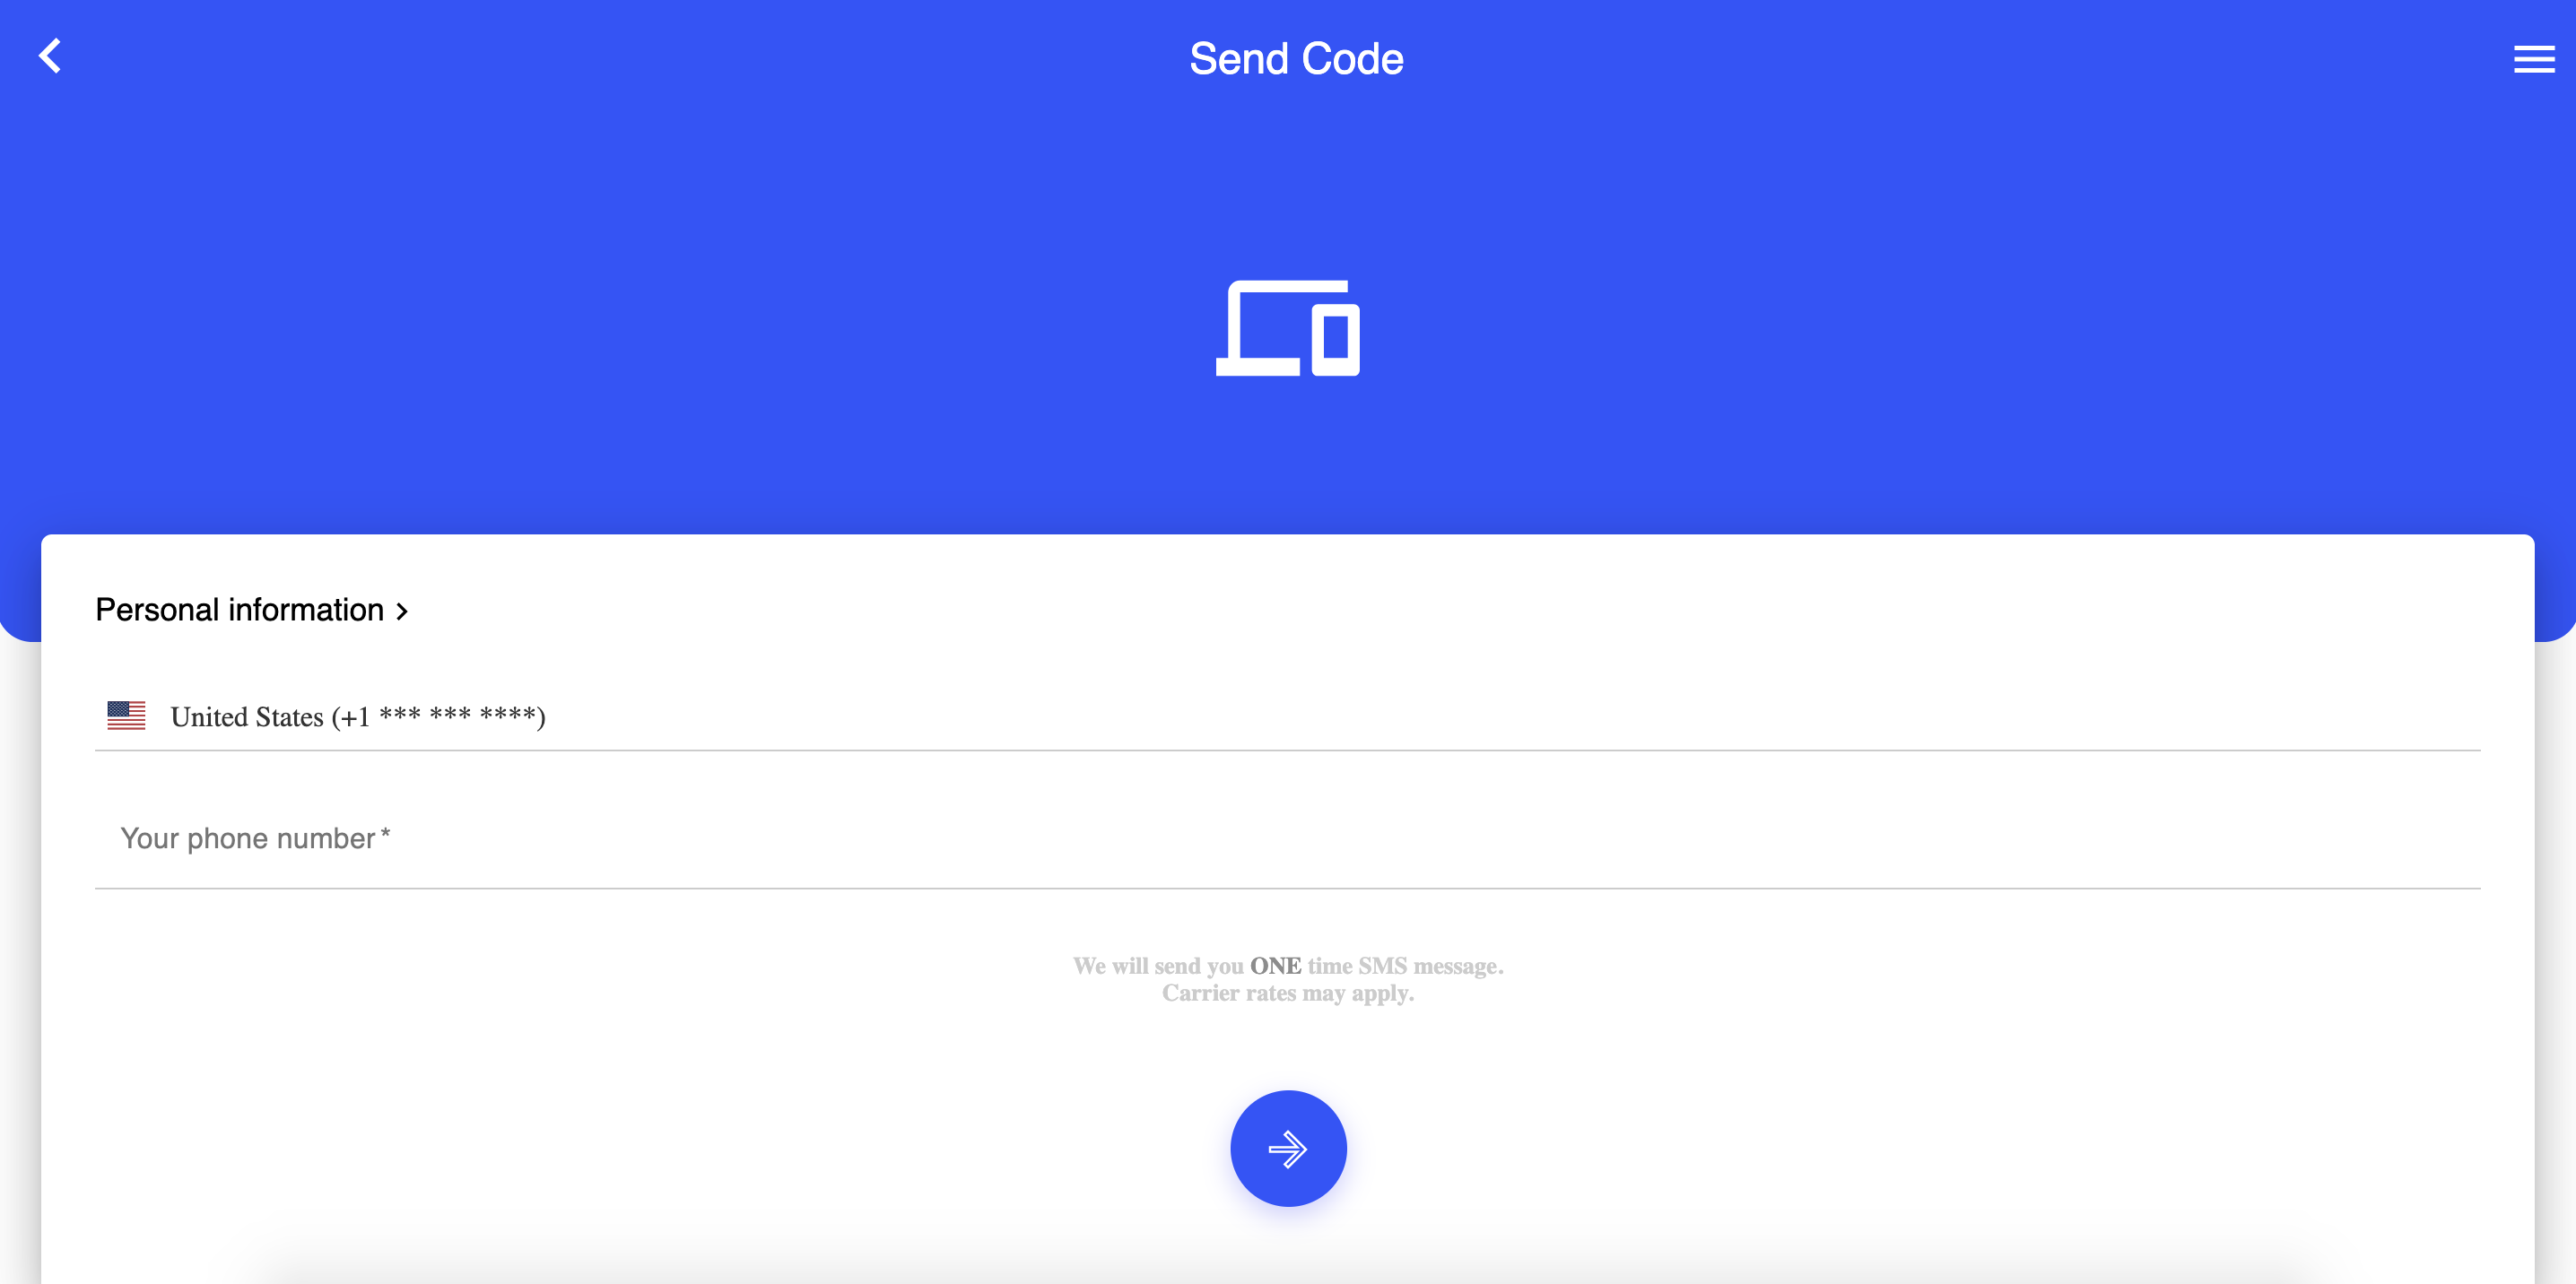 Send Code
Personal information >
United States (+1 *** *** ****)
Your phone number*
We will send you ONE time SMS message.
Carrier rates may apply.